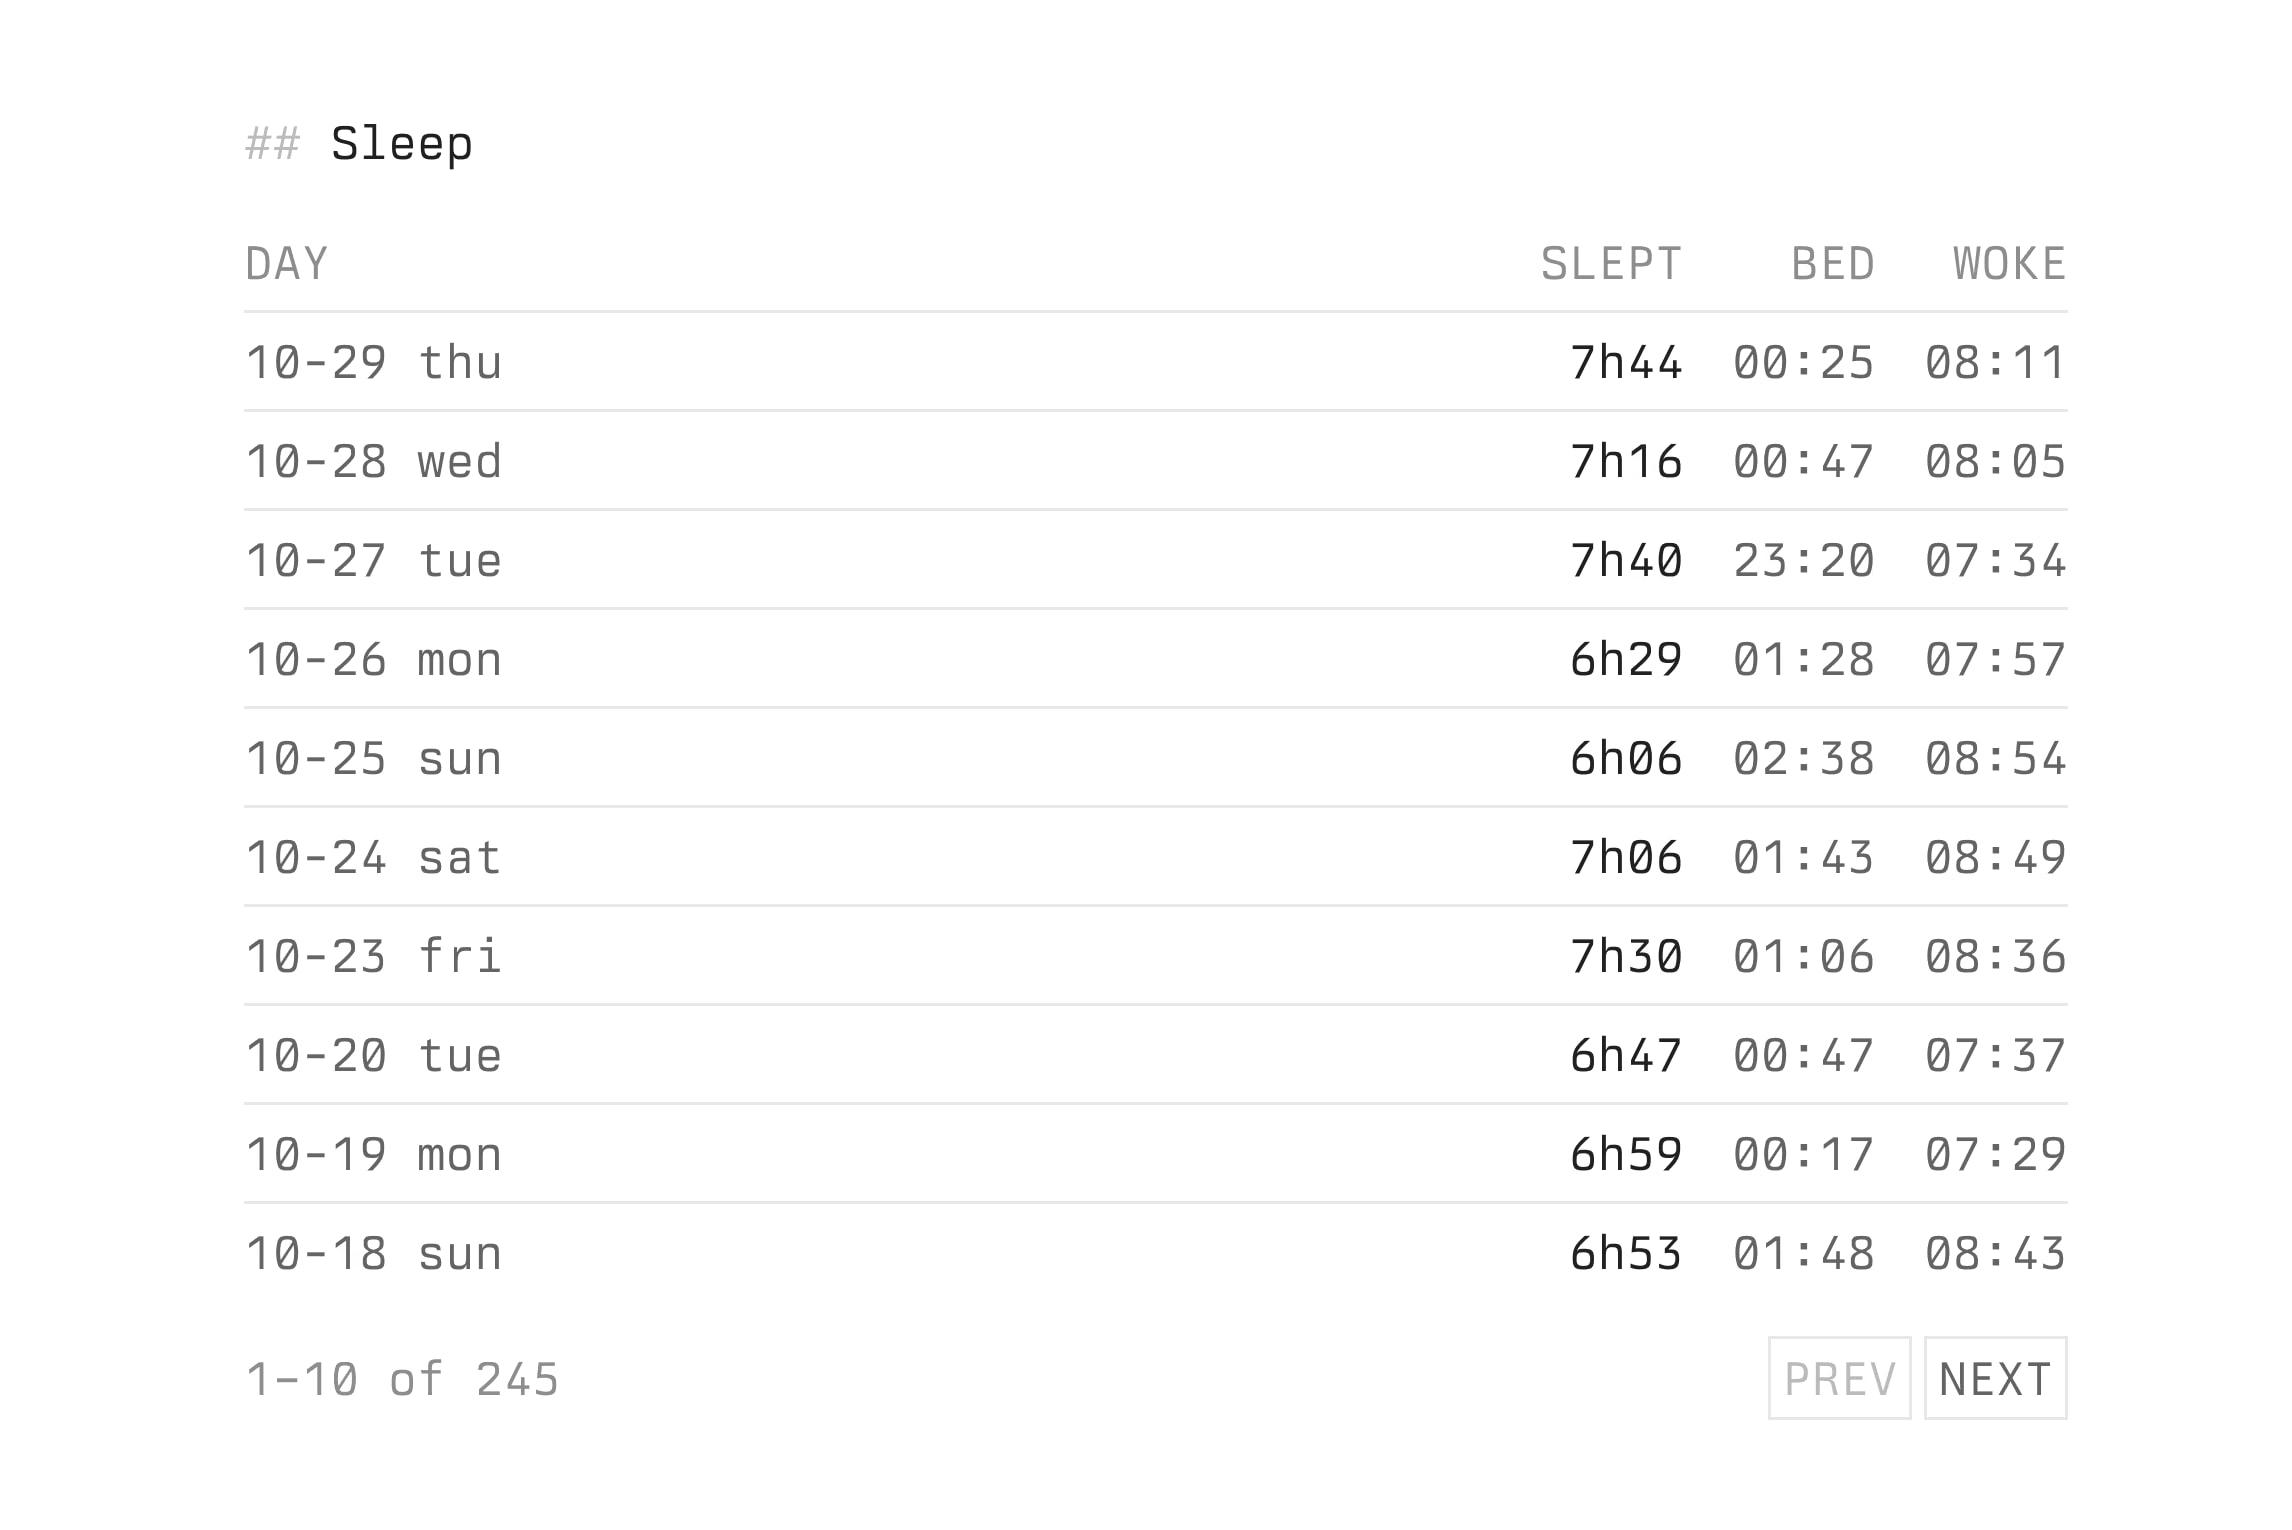 ## Sleep
DAY SLEPT BED WOKE
10-29 thu 7h44 00:25 08:11
10-28 wed 7h16 00:47 08:05
10-27 tue 7h40 23:20 07:34
10-26 mon 6h29 01:28 07:57
10-25 sun 6h06 02:38 08:54
10-24 sat 7h06 01:43 08:49
10-23 fri 7h30 01:06 08:36
10-20 tue 6h47 00:47 07:37
10-19 mon 6h59 00:17 07:29
10-18 sun 6h53 01:48 08:43
1–10 of 245 PREV NEXT